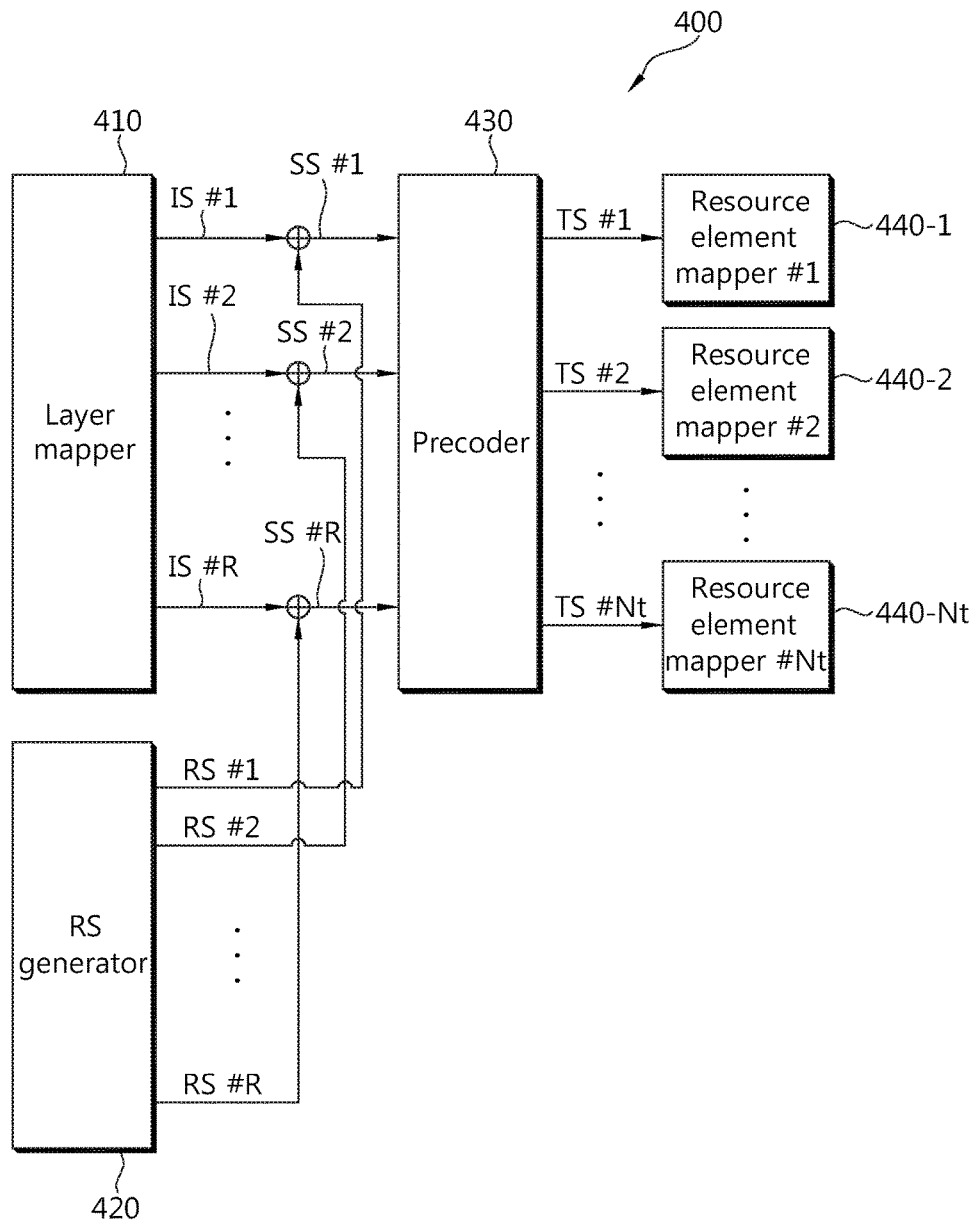 400
410
430
IS #1
SS #1
TS #1
Resource
element
mapper #1
440-1
IS #2
SS #2
TS #2
Resource
element
mapper #2
440-2
Layer
mapper
Precoder
IS #R
SS #R
TS #Nt
Resource
element
mapper #Nt
440-Nt
RS #1
RS #2
RS
generator
RS #R
420